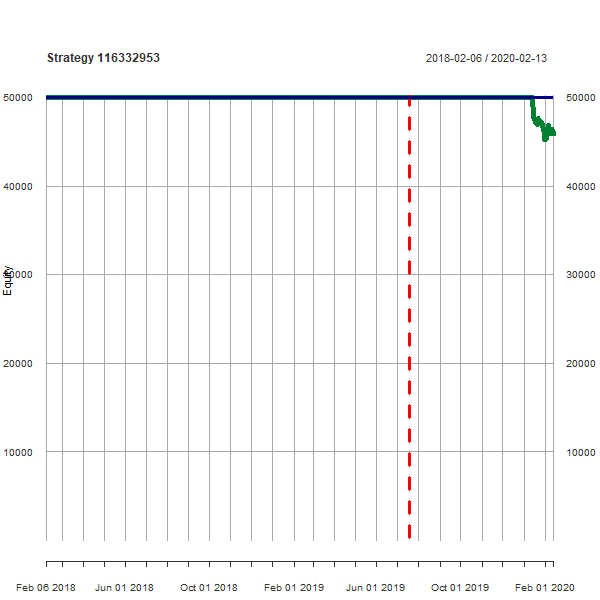 Strategy 116332953
2018-02-06 / 2020-02-13
50000 50000
40000 40000
30000 30000
Equity
20000 20000
10000 10000
Feb 06 2018 Jun 01 2018 Oct 01 2018 Feb 01 2019 Jun 01 2019 Oct 01 2019 Feb 01 2020